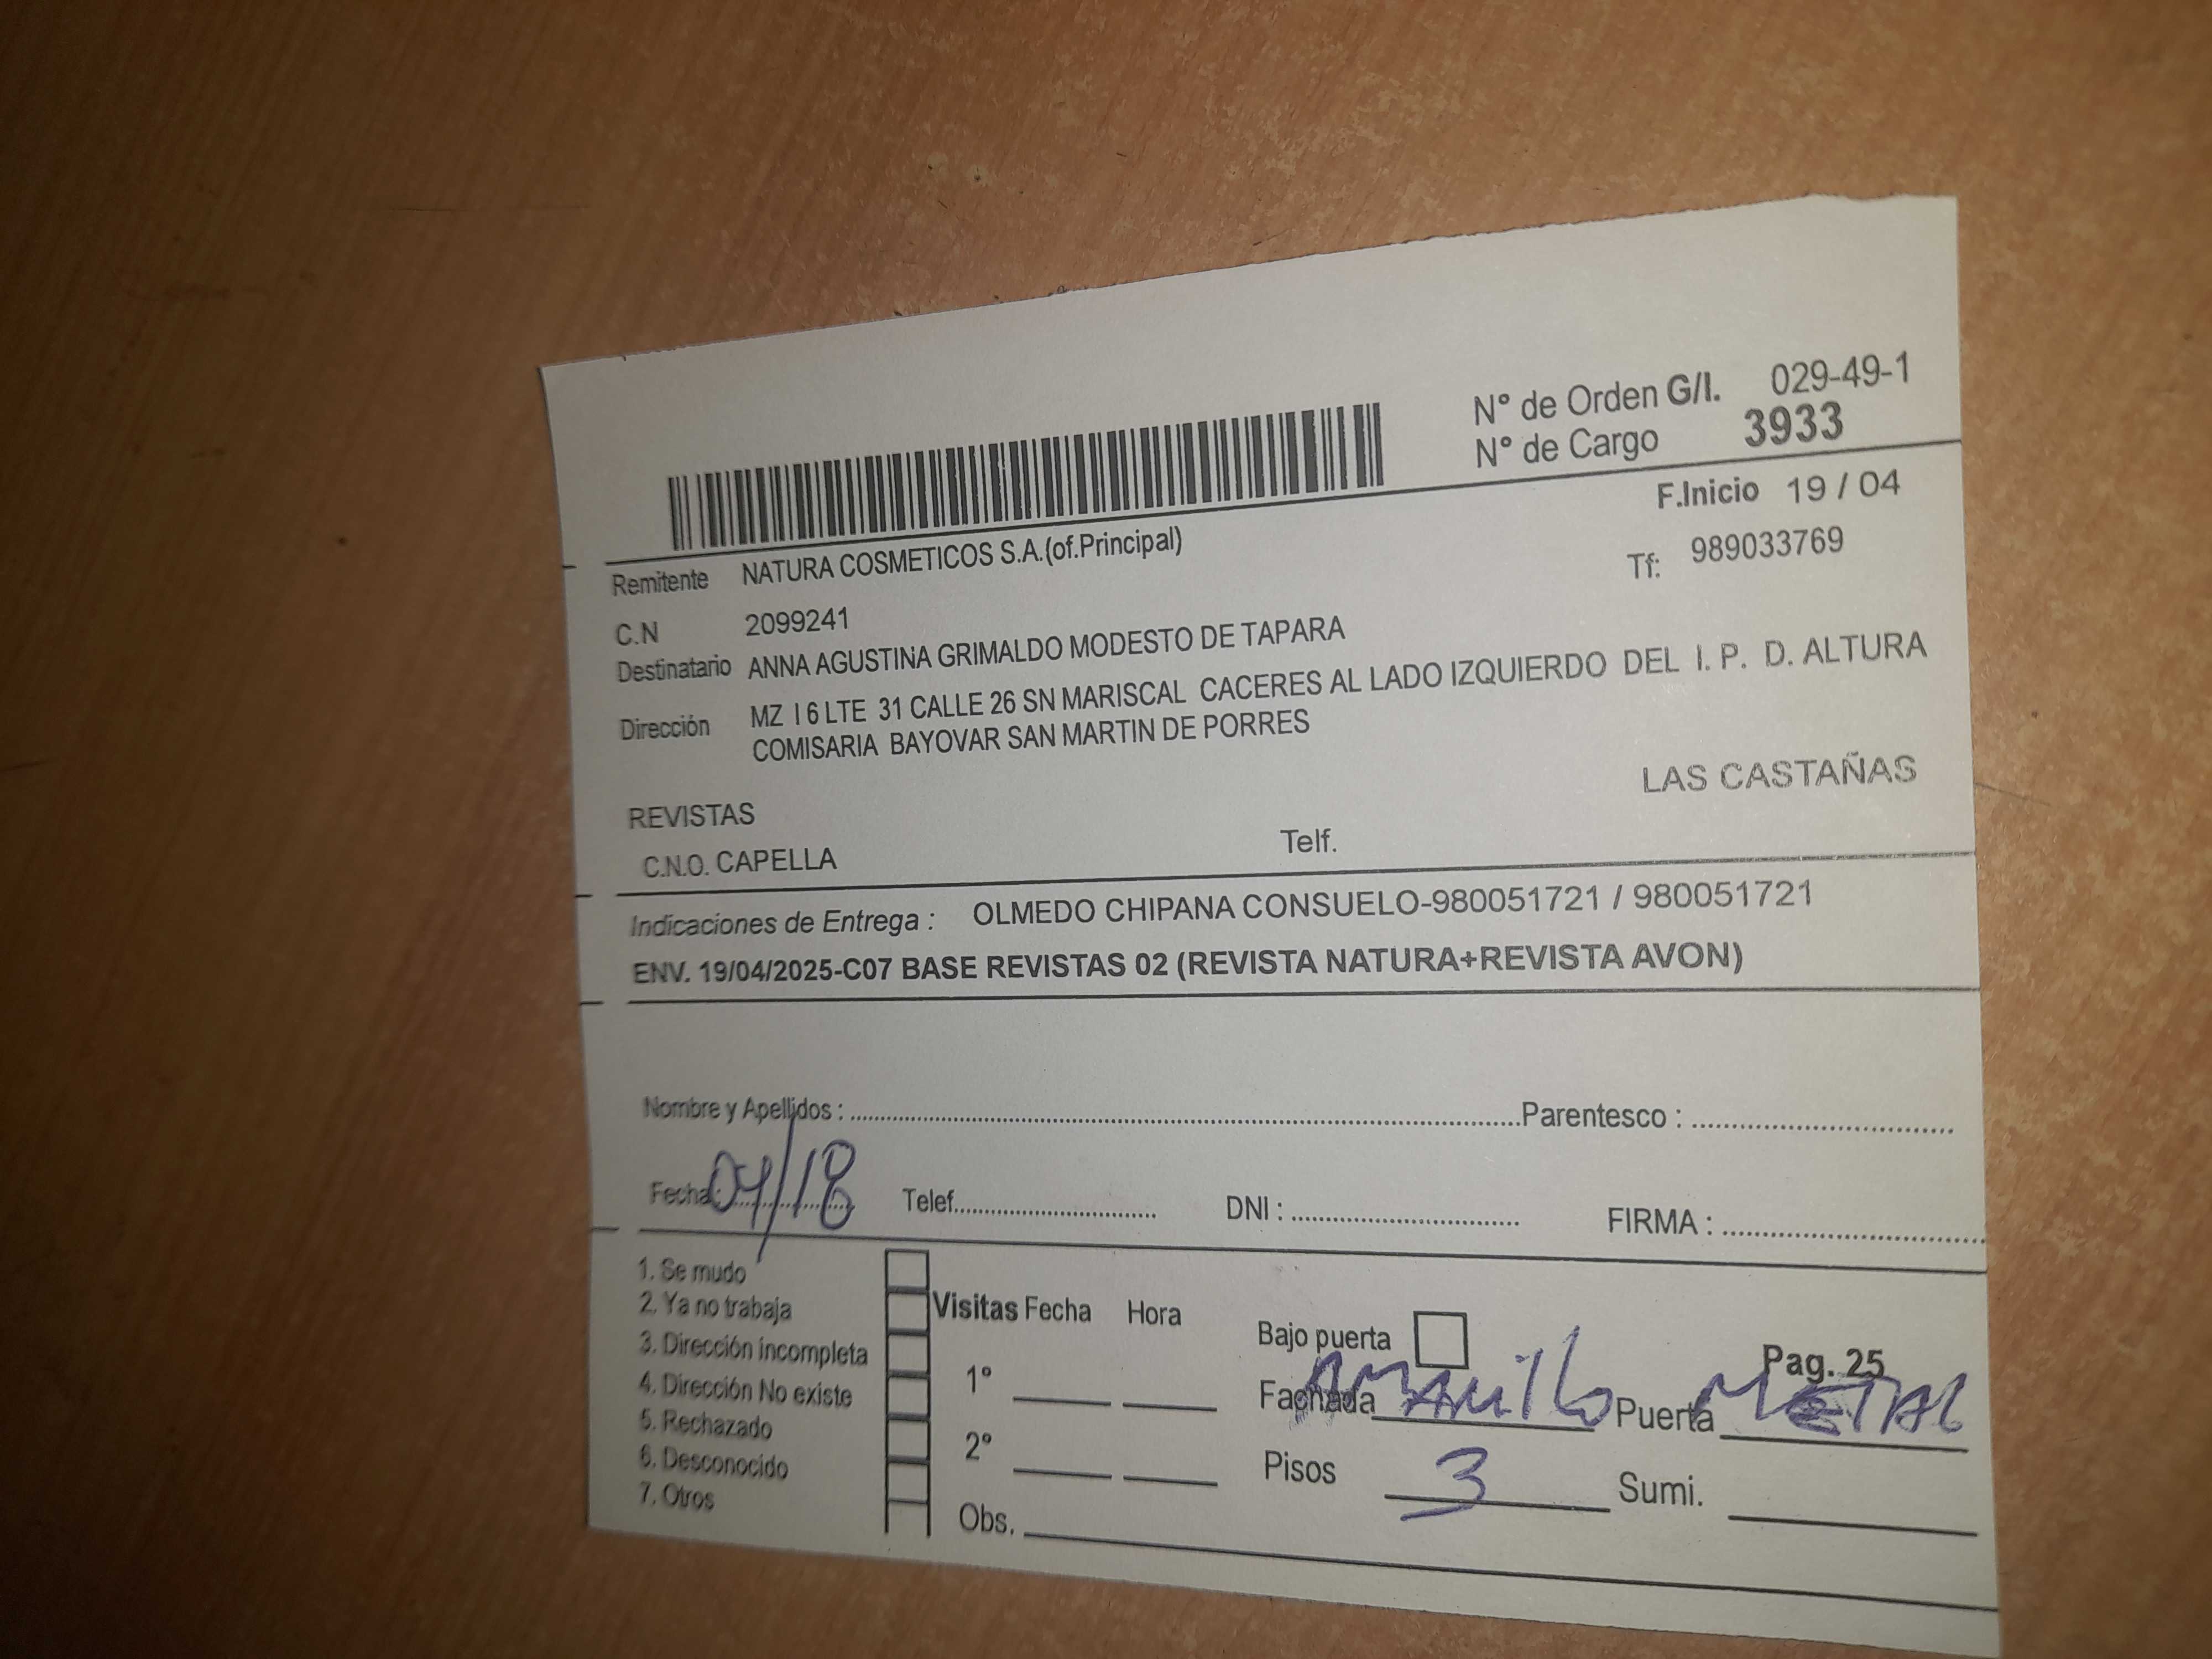 N° de Orden G/I. 029-49-1
N° de Cargo 3933
F.Inicio 19 / 04
Remitente NATURA COSMETICOS S.A.(of.Principal)
Tf: 989033769
C.N 2099241
Destinatario ANNA AGUSTINA GRIMALDO MODESTO DE TAPARA
Dirección MZ I 6 LTE 31 CALLE 26 SN MARISCAL CACERES AL LADO IZQUIERDO DEL I. P. D. ALTURA
COMISARIA BAYOVAR SAN MARTIN DE PORRES
LAS CASTAÑAS
REVISTAS
C.N.O. CAPELLA Telf.
Indicaciones de Entrega : OLMEDO CHIPANA CONSUELO-980051721 / 980051721
ENV. 19/04/2025-C07 BASE REVISTAS 02 (REVISTA NATURA+REVISTA AVON)
Nombre y Apellidos : Parentesco :
Fecha: 04/18 Telef. DNI : FIRMA :
1. Se mudo
2. Ya no trabaja
3. Dirección incompleta
4. Dirección No existe
5. Rechazado
6. Desconocido
7. Otros
Visitas Fecha Hora
1°
2°
Obs.
Bajo puerta
Pag. 25
Fachada AMARILLO Puerta METAL
Pisos 3 Sumi.